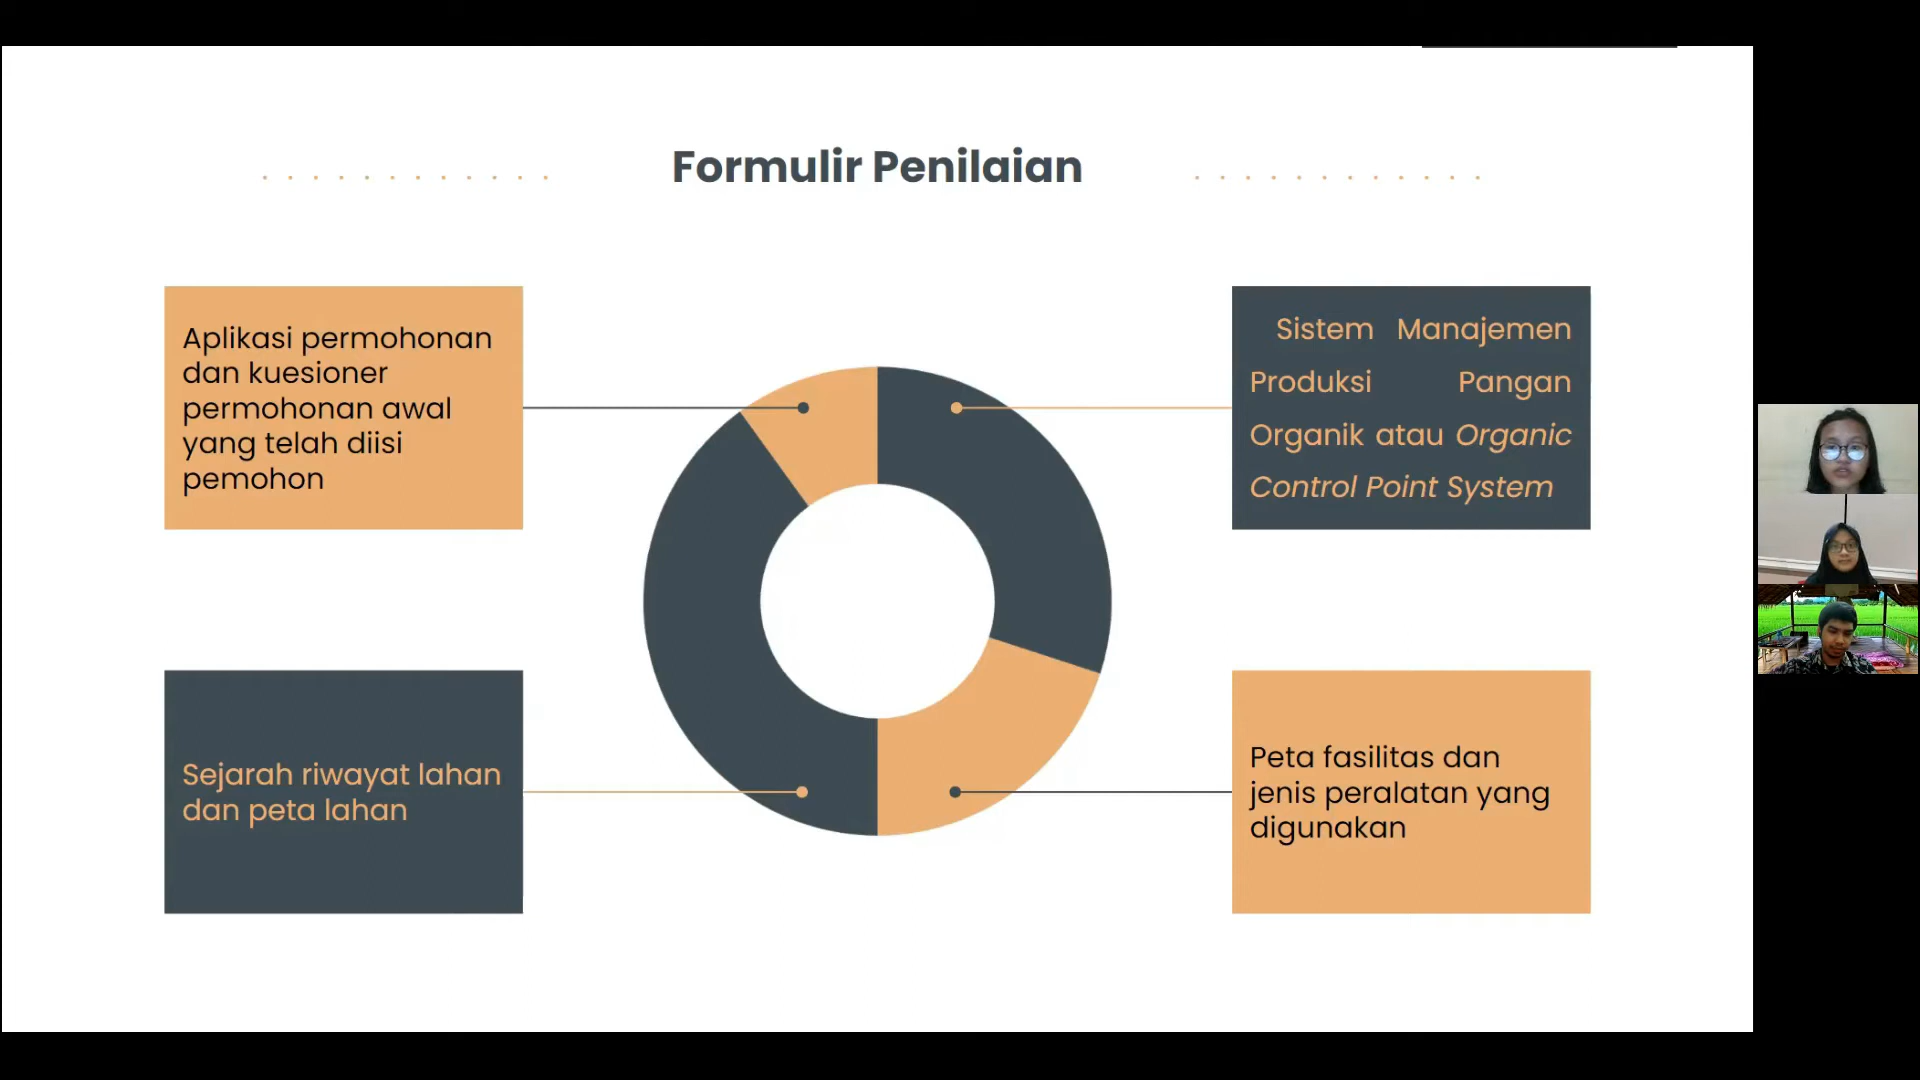 Formulir Penilaian
Aplikasi permohonan
dan kuesioner
permohonan awal
yang telah diisi
pemohon
Sistem Manajemen
Produksi Pangan
Organik atau Organic
Control Point System
Sejarah riwayat lahan
dan peta lahan
Peta fasilitas dan
jenis peralatan yang
digunakan